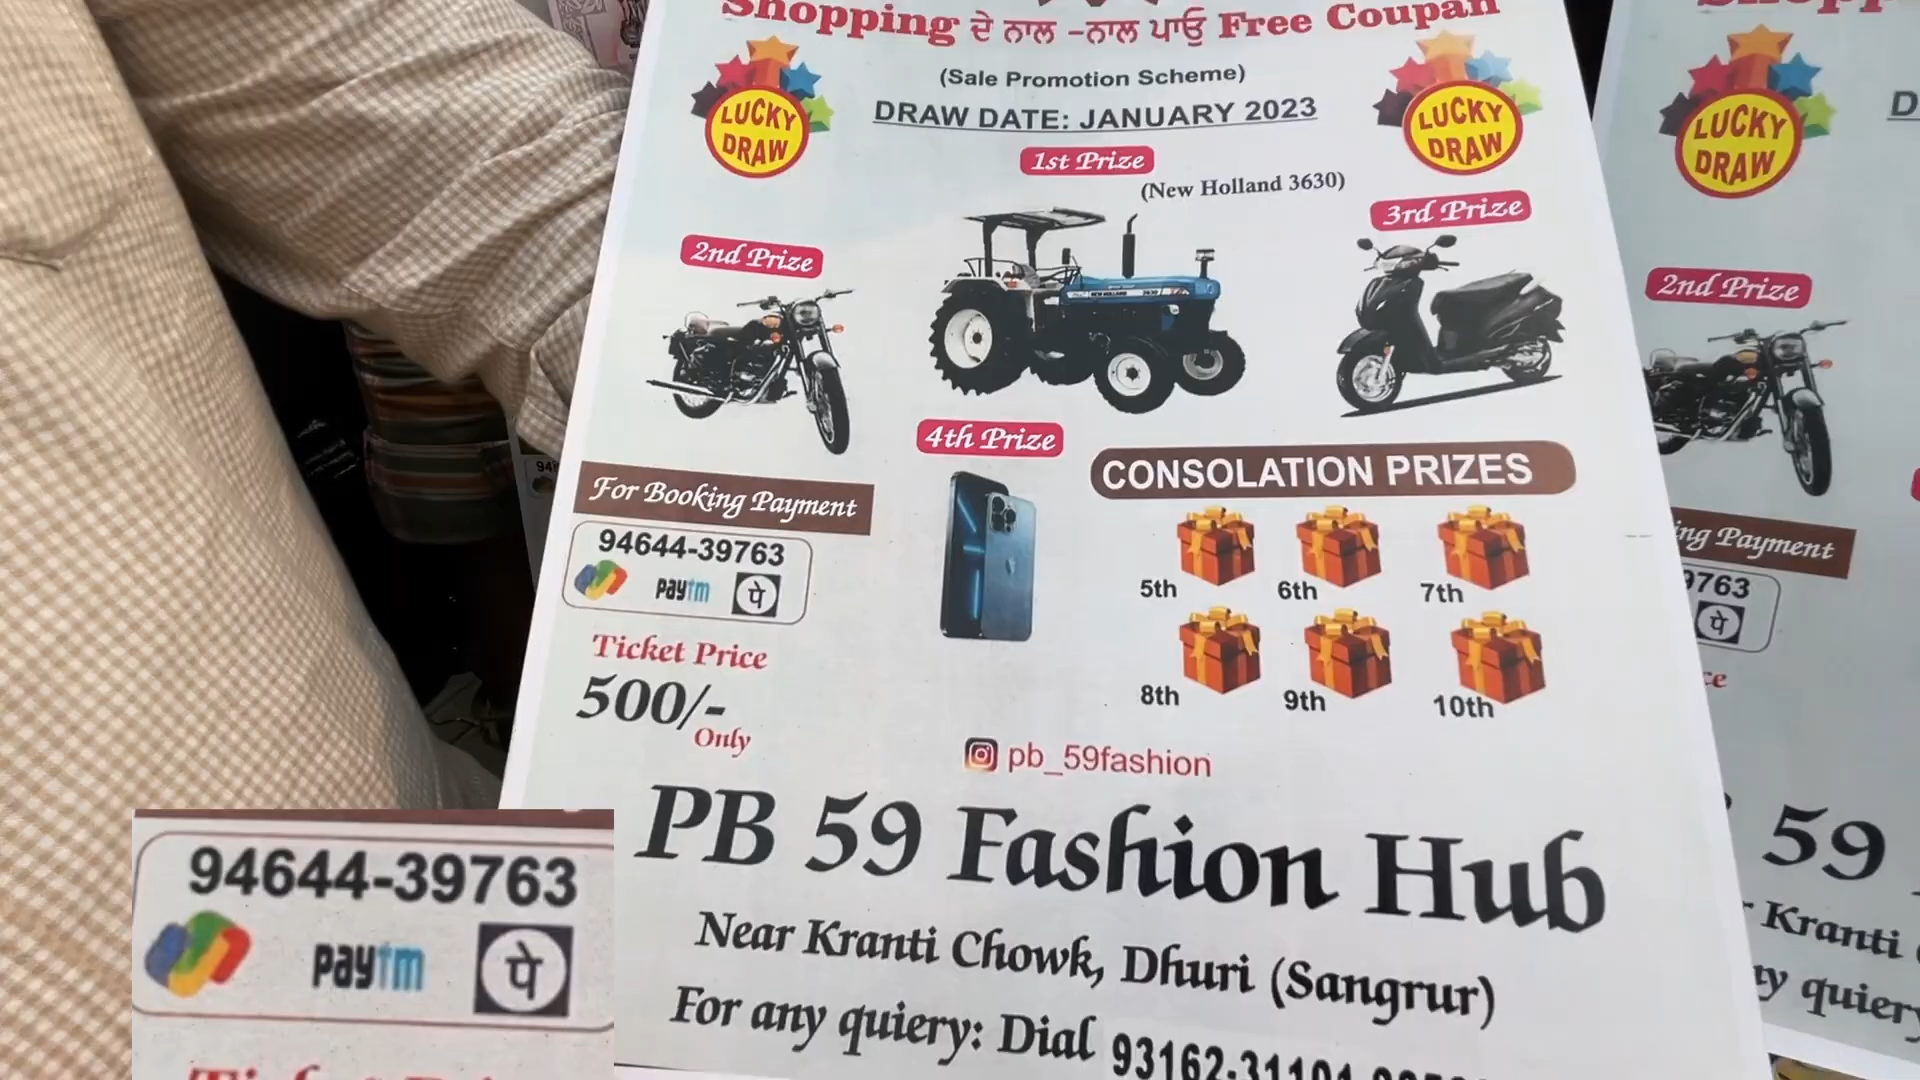 Shopping ਦੇ ਨਾਲ -ਨਾਲ ਪਾਓ Free Coupan
(Sale Promotion Scheme)
DRAW DATE: JANUARY 2023
LUCKY DRAW
LUCKY DRAW
1st Prize
(New Holland 3630)
2nd Prize
3rd Prize
4th Prize
CONSOLATION PRIZES
For Booking Payment
94644-39763
paytm पे
5th
6th
7th
8th
9th
10th
Ticket Price
500/-
Only
pb_59fashion
PB 59 Fashion Hub
Near Kranti Chowk, Dhuri (Sangrur)
For any quiery: Dial 93162-31101
94644-39763
paytm पे
LUCKY DRAW
2nd Prize
ing Payment
9763
पे
59
Kranti
quiery